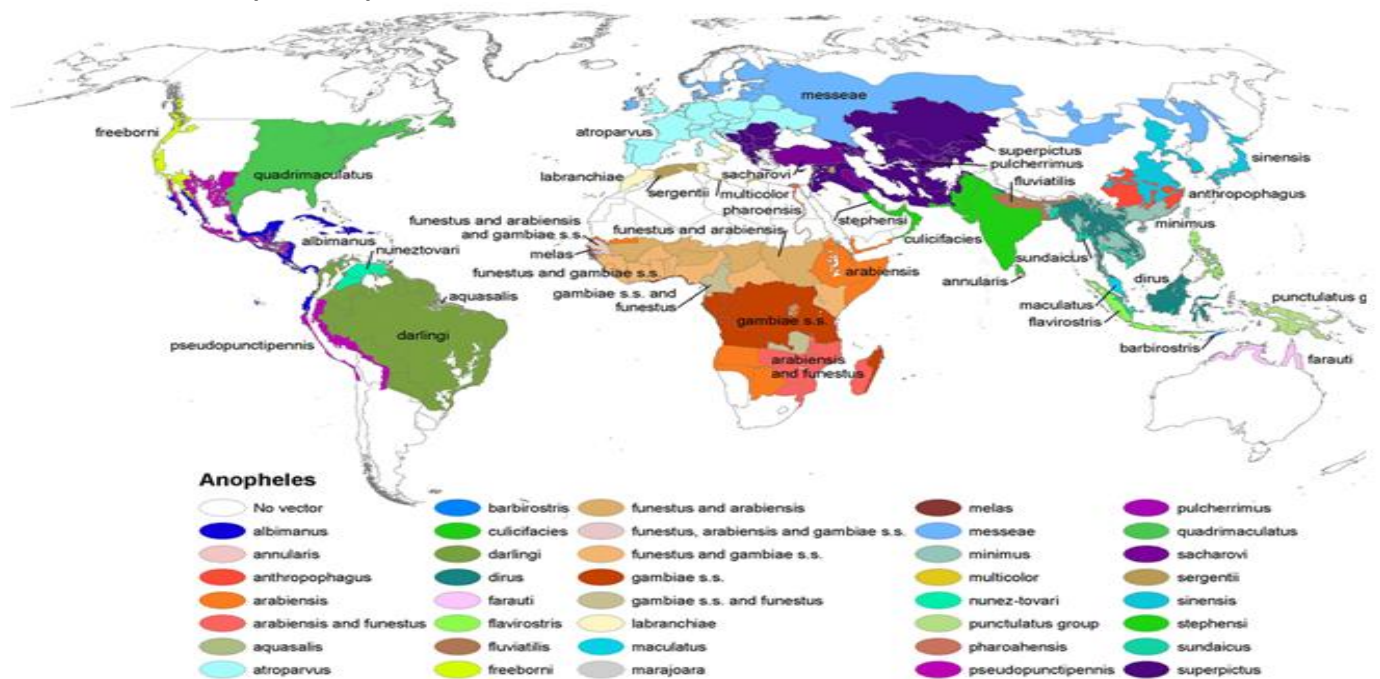 messeae
freeborni
atroparvus
superpictus
pulcherrimus
sinensis
quadrimaculatus
labranchiae
sacharovi
fluviatilis
sergentii
multicolor
anthropophagus
pharoensis
stephensi
minimus
funestus and arabiensis
and gambiae s.s.
funestus and arabiensis
albimanus
nuneztovari
melas
culicifacies
sundaicus
funestus and gambiae s.s.
arabiensis
annularis
dirus
aquasalis
gambiae s.s. and
funestus
maculatus
punctulatus g
gambiae s.s.
flavirostris
darlingi
pseudopunctipennis
barbirostris
arabiensis
and funestus
farauti
Anopheles
No vector
albimanus
annularis
anthropophagus
arabiensis
arabiensis and funestus
aquasalis
atroparvus
barbirostris
culicifacies
darlingi
dirus
farauti
flavirostris
fluviatilis
freeborni
funestus and arabiensis
funestus, arabiensis and gambiae s.s.
funestus and gambiae s.s.
gambiae s.s.
gambiae s.s. and funestus
labranchiae
maculatus
marajoara
melas
messeae
minimus
multicolor
nunez-tovari
punctulatus group
pharoahensis
pseudopunctipennis
pulcherrimus
quadrimaculatus
sacharovi
sergentii
sinensis
stephensi
sundaicus
superpictus